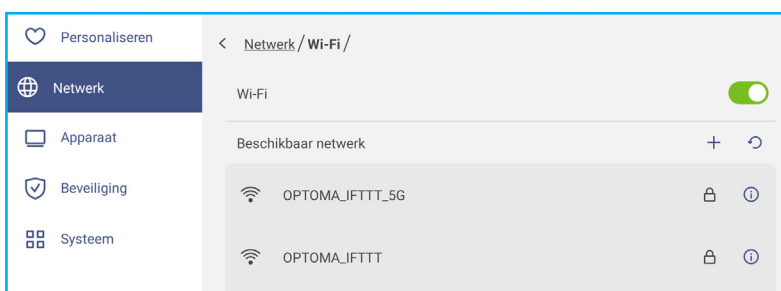 Personaliseren
Netwerk
Apparaat
Beveiliging
Systeem
Netwerk / Wi-Fi /
Wi-Fi
Beschikbaar netwerk
OPTOMA_IFTTT_5G
OPTOMA_IFTTT